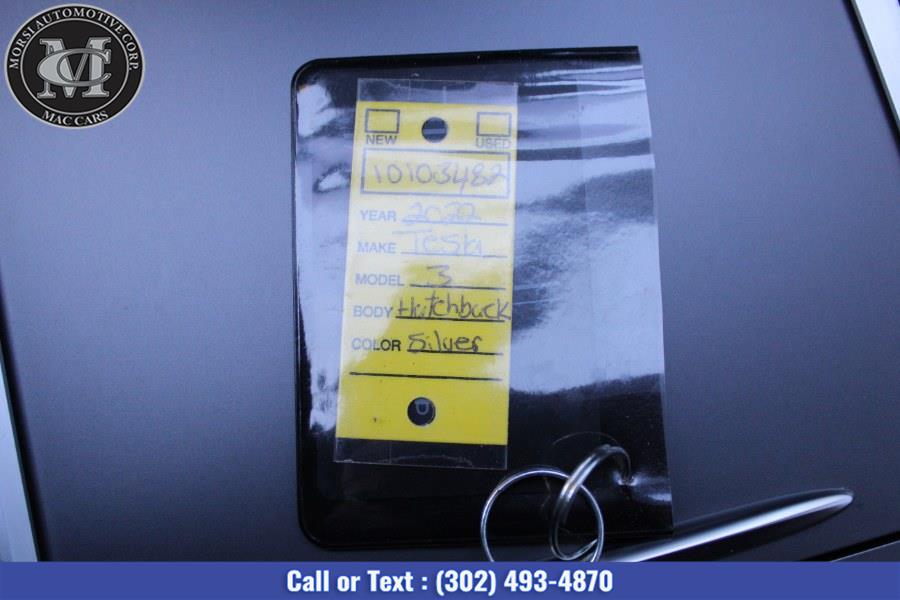 MORSI AUTOMOTIVE CORP.
MC
MAC CARS
NEW USED
10103482
YEAR 2022
MAKE Tesla
MODEL 3
BODY Hatchback
COLOR Silver
Call or Text : (302) 493-4870